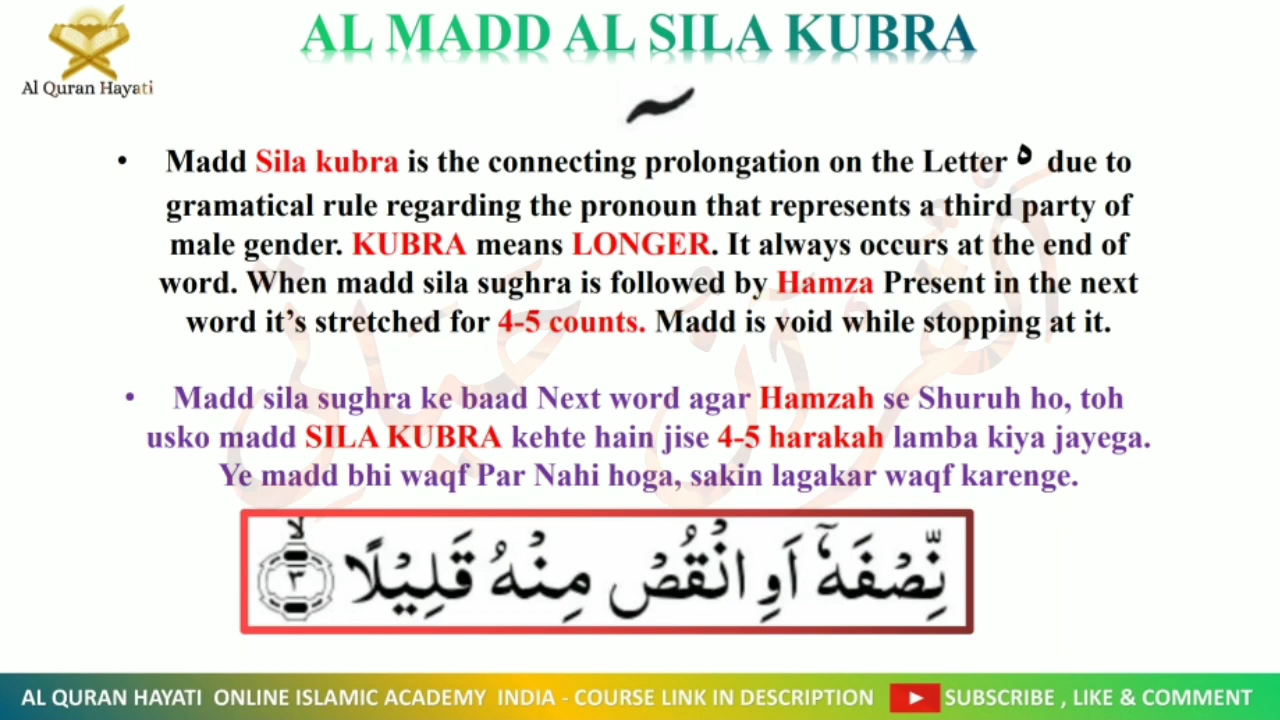 Al Quran Hayati
AL MADD AL SILA KUBRA
• Madd Sila kubra is the connecting prolongation on the Letter ه due to
gramatical rule regarding the pronoun that represents a third party of
male gender. KUBRA means LONGER. It always occurs at the end of
word. When madd sila sughra is followed by Hamza Present in the next
word it's stretched for 4-5 counts. Madd is void while stopping at it.
• Madd sila sughra ke baad Next word agar Hamzah se Shuruh ho, toh
usko madd SILA KUBRA kehte hain jise 4-5 harakah lamba kiya jayega.
Ye madd bhi waqf Par Nahi hoga, sakin lagakar waqf karenge.
نِّصْفَهٗۤ اَوِ انْقُصْ مِنْهُ قَلِيْلًا ۙ‏﴿۳﴾
القرآن حياتي
AL QURAN HAYATI ONLINE ISLAMIC ACADEMY INDIA - COURSE LINK IN DESCRIPTION SUBSCRIBE , LIKE & COMMENT